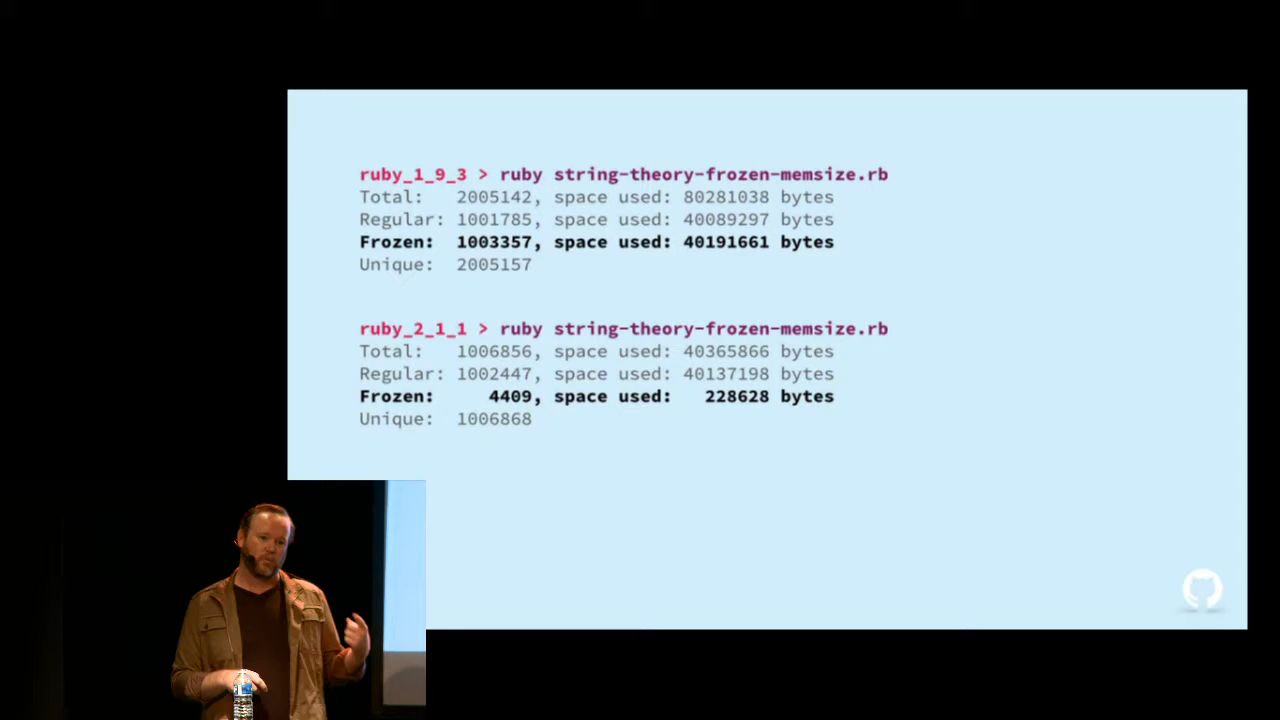 ruby_1_9_3 > ruby string-theory-frozen-memsize.rb
Total:   2005142, space used: 80281038 bytes
Regular: 1001785, space used: 40089297 bytes
Frozen:  1003357, space used: 40191661 bytes
Unique:  2005157
ruby_2_1_1 > ruby string-theory-frozen-memsize.rb
Total:   1006856, space used: 40365866 bytes
Regular: 1002447, space used: 40137198 bytes
Frozen:     4409, space used:   228628 bytes
Unique:  1006868